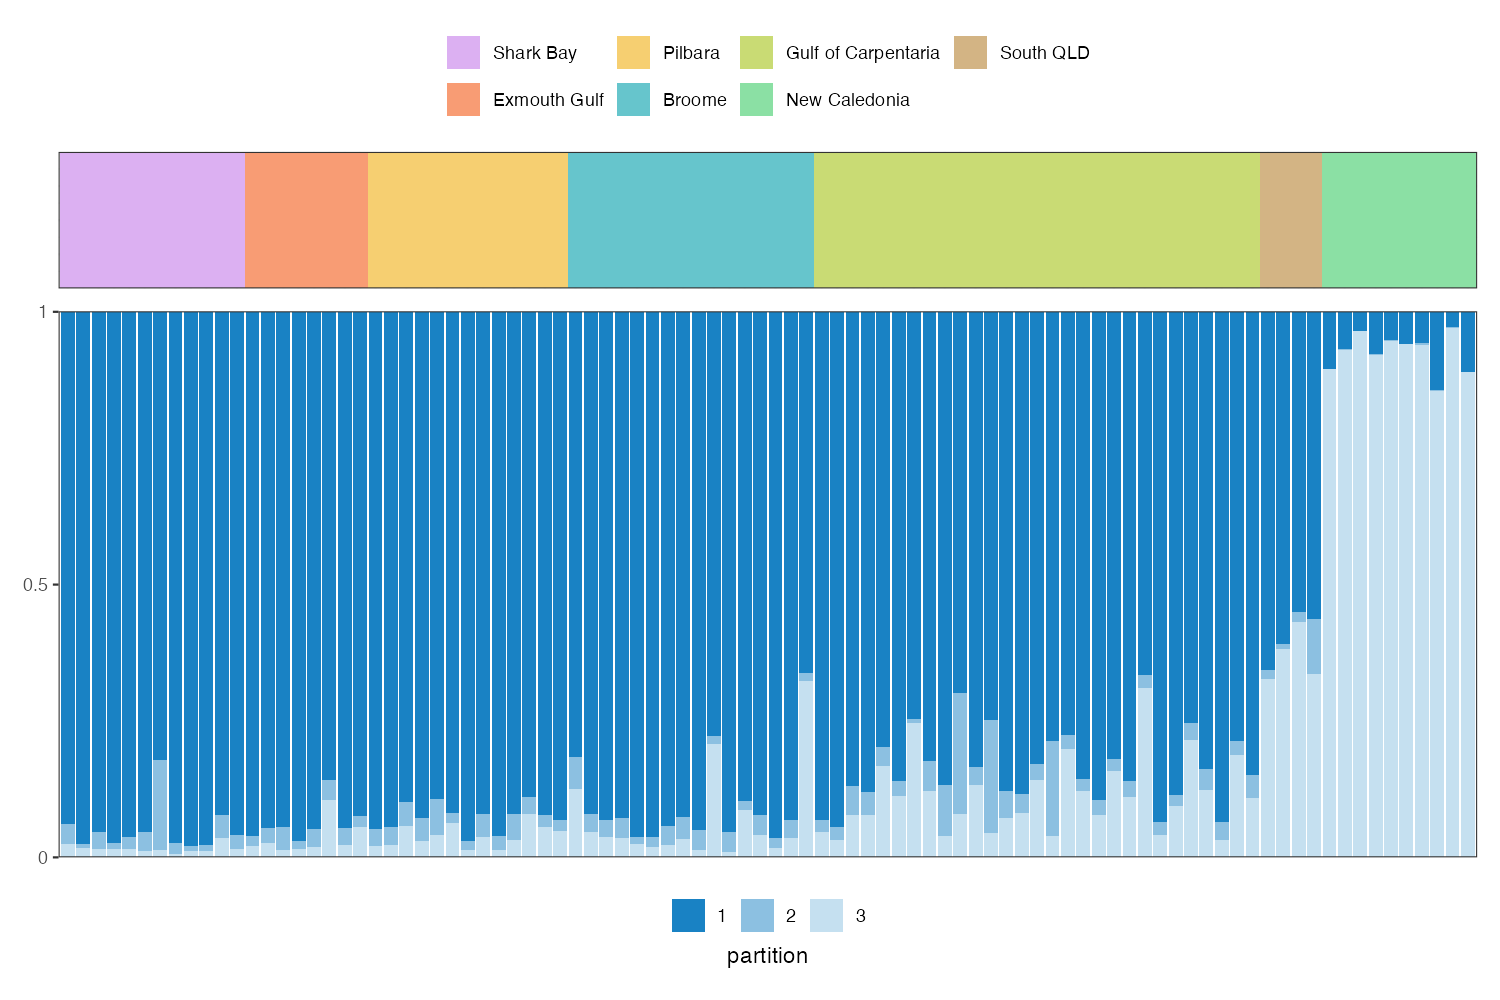 Shark Bay Pilbara Gulf of Carpentaria South QLD
Exmouth Gulf Broome New Caledonia
1
0.5
0
1 2 3
partition